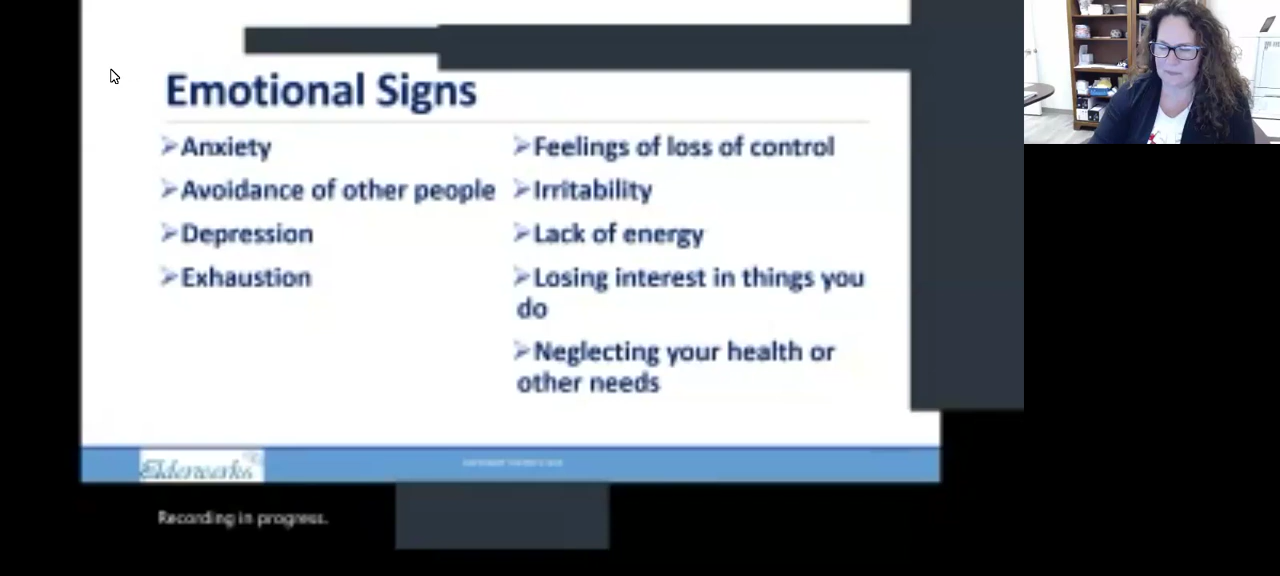 Emotional Signs
➢Anxiety
➢Avoidance of other people
➢Depression
➢Exhaustion
➢Feelings of loss of control
➢Irritability
➢Lack of energy
➢Losing interest in things you
do
➢Neglecting your health or
other needs
Elderwerks
Recording in progress.